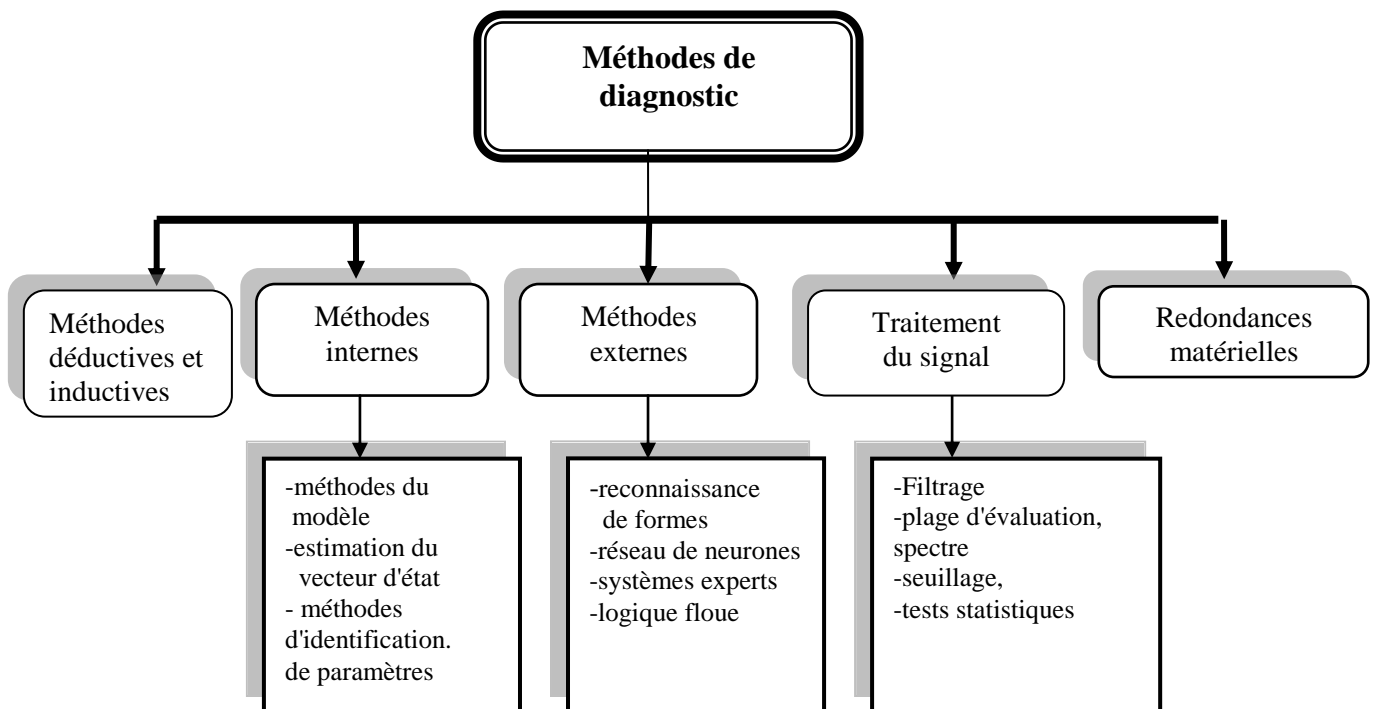 Méthodes de
diagnostic
Méthodes
déductives et
inductives
Méthodes
internes
Méthodes
externes
Traitement
du signal
Redondances
matérielles
-méthodes du
modèle
-estimation du
vecteur d'état
- méthodes
d'identification.
de paramètres
-reconnaissance
de formes
-réseau de neurones
-systèmes experts
-logique floue
-Filtrage
-plage d'évaluation,
spectre
-seuillage,
-tests statistiques